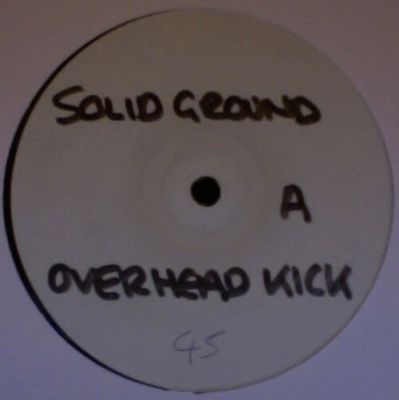 SOLID GROUND
A
OVERHEAD KICK
45